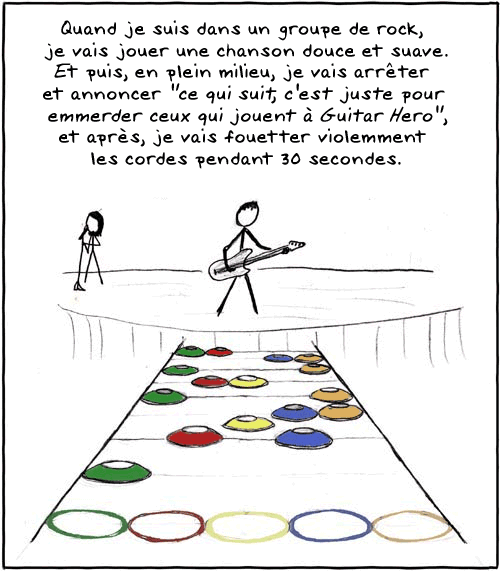 Quand je suis dans un groupe de rock,
je vais jouer une chanson douce et suave.
Et puis, en plein milieu, je vais arrêter
et annoncer "ce qui suit, c'est juste pour
emmerder ceux qui jouent à Guitar Hero",
et après, je vais fouetter violemment
les cordes pendant 30 secondes.